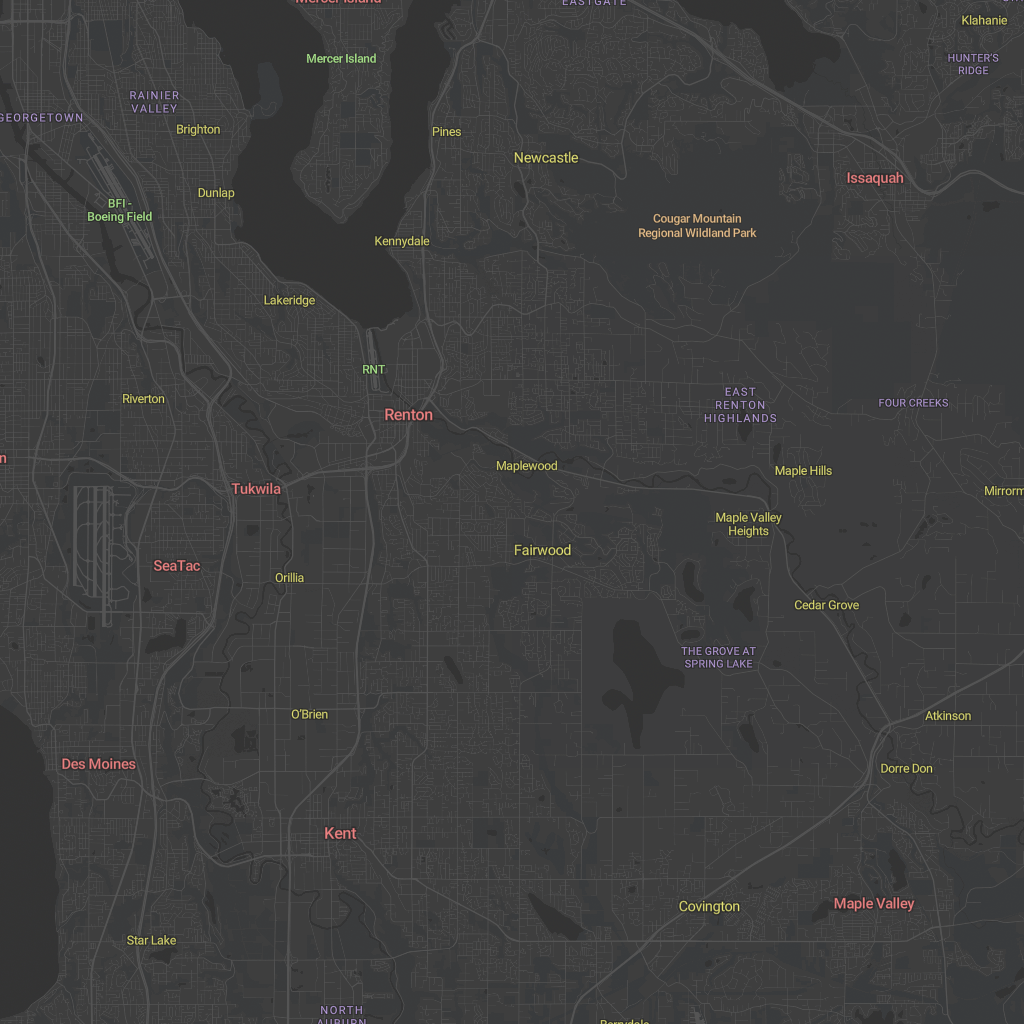 Mercer Island
EASTGATE
Klahanie
Mercer Island
HUNTER'S
RIDGE
RAINIER
VALLEY
GEORGETOWN
Brighton
Pines
Newcastle
Issaquah
Dunlap
BFI -
Boeing Field
Cougar Mountain
Regional Wildland Park
Kennydale
Lakeridge
RNT
Riverton
EAST
RENTON
HIGHLANDS
FOUR CREEKS
Renton
Maplewood
Maple Hills
Tukwila
Mirrorm
Maple Valley
Heights
Fairwood
SeaTac
Orillia
Cedar Grove
THE GROVE AT
SPRING LAKE
O'Brien
Atkinson
Des Moines
Dorre Don
Kent
Covington
Maple Valley
Star Lake
NORTH
AUBURN